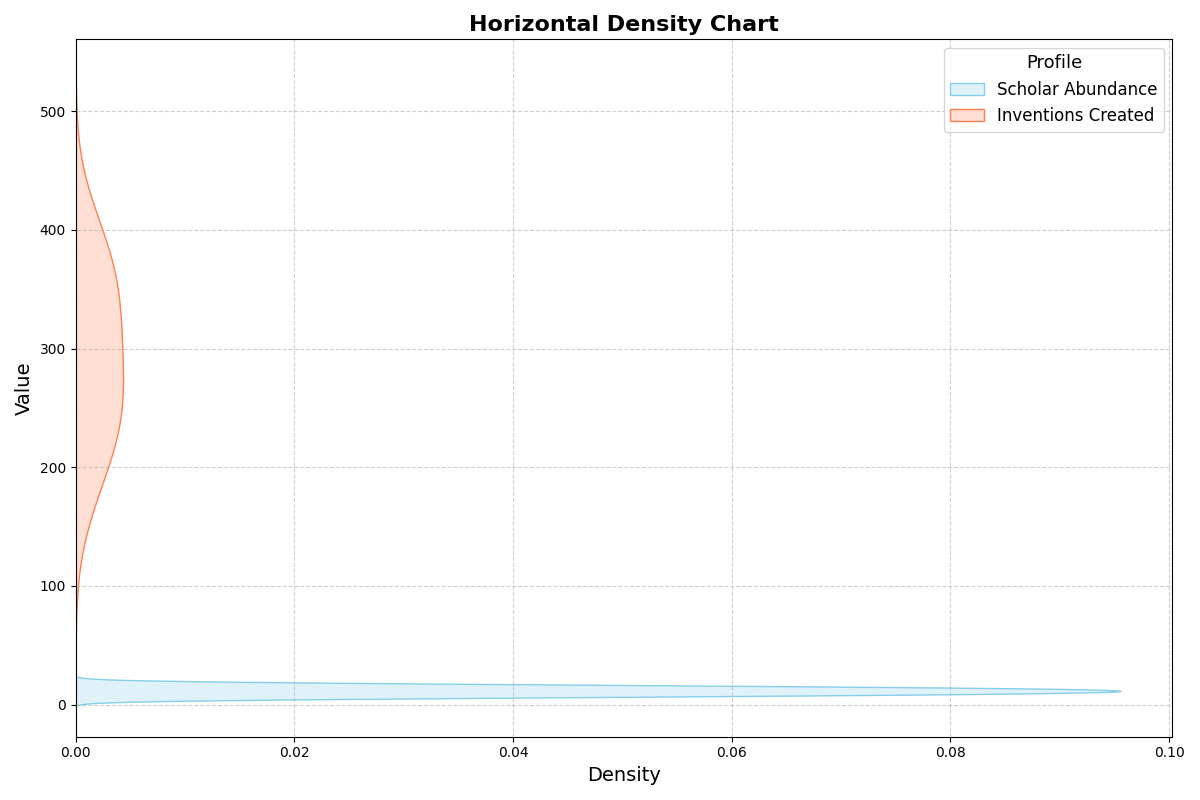 Horizontal Density Chart
Profile
Scholar Abundance
Inventions Created
Value
500
400
300
200
100
0
0.00
0.02
0.04
0.06
0.08
0.10
Density